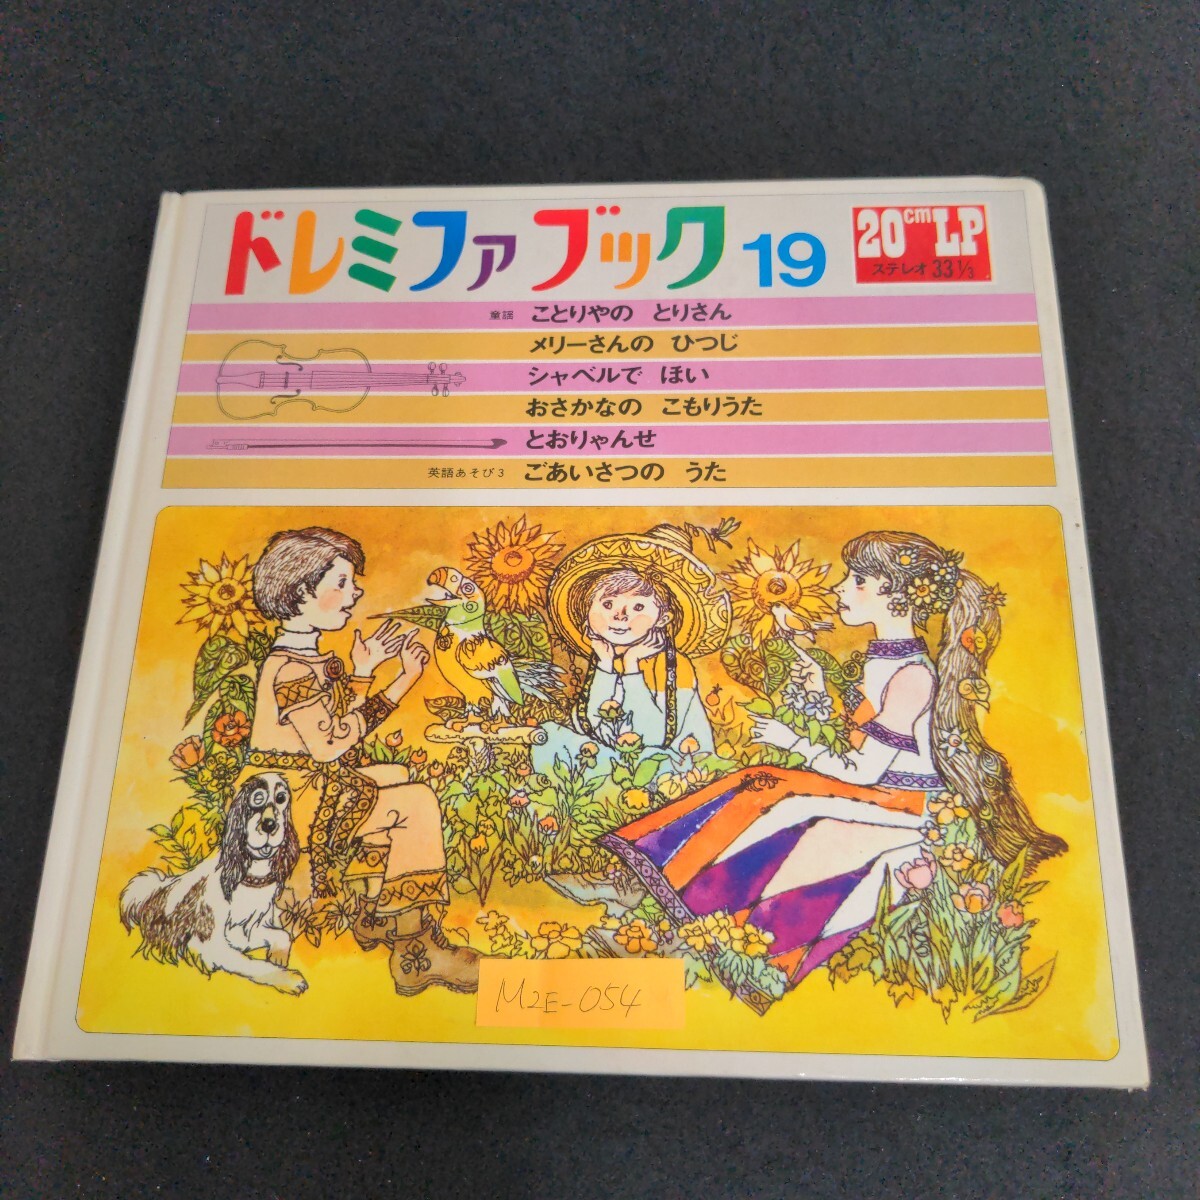 ドレミファブック 19
20cm LP
ステレオ 33 1/3
童謡 ことりやの とりさん
メリーさんの ひつじ
シャベルで ほい
おさかなの こもりうた
とおりゃんせ
英語あそび3 ごあいさつの うた
M2E-054